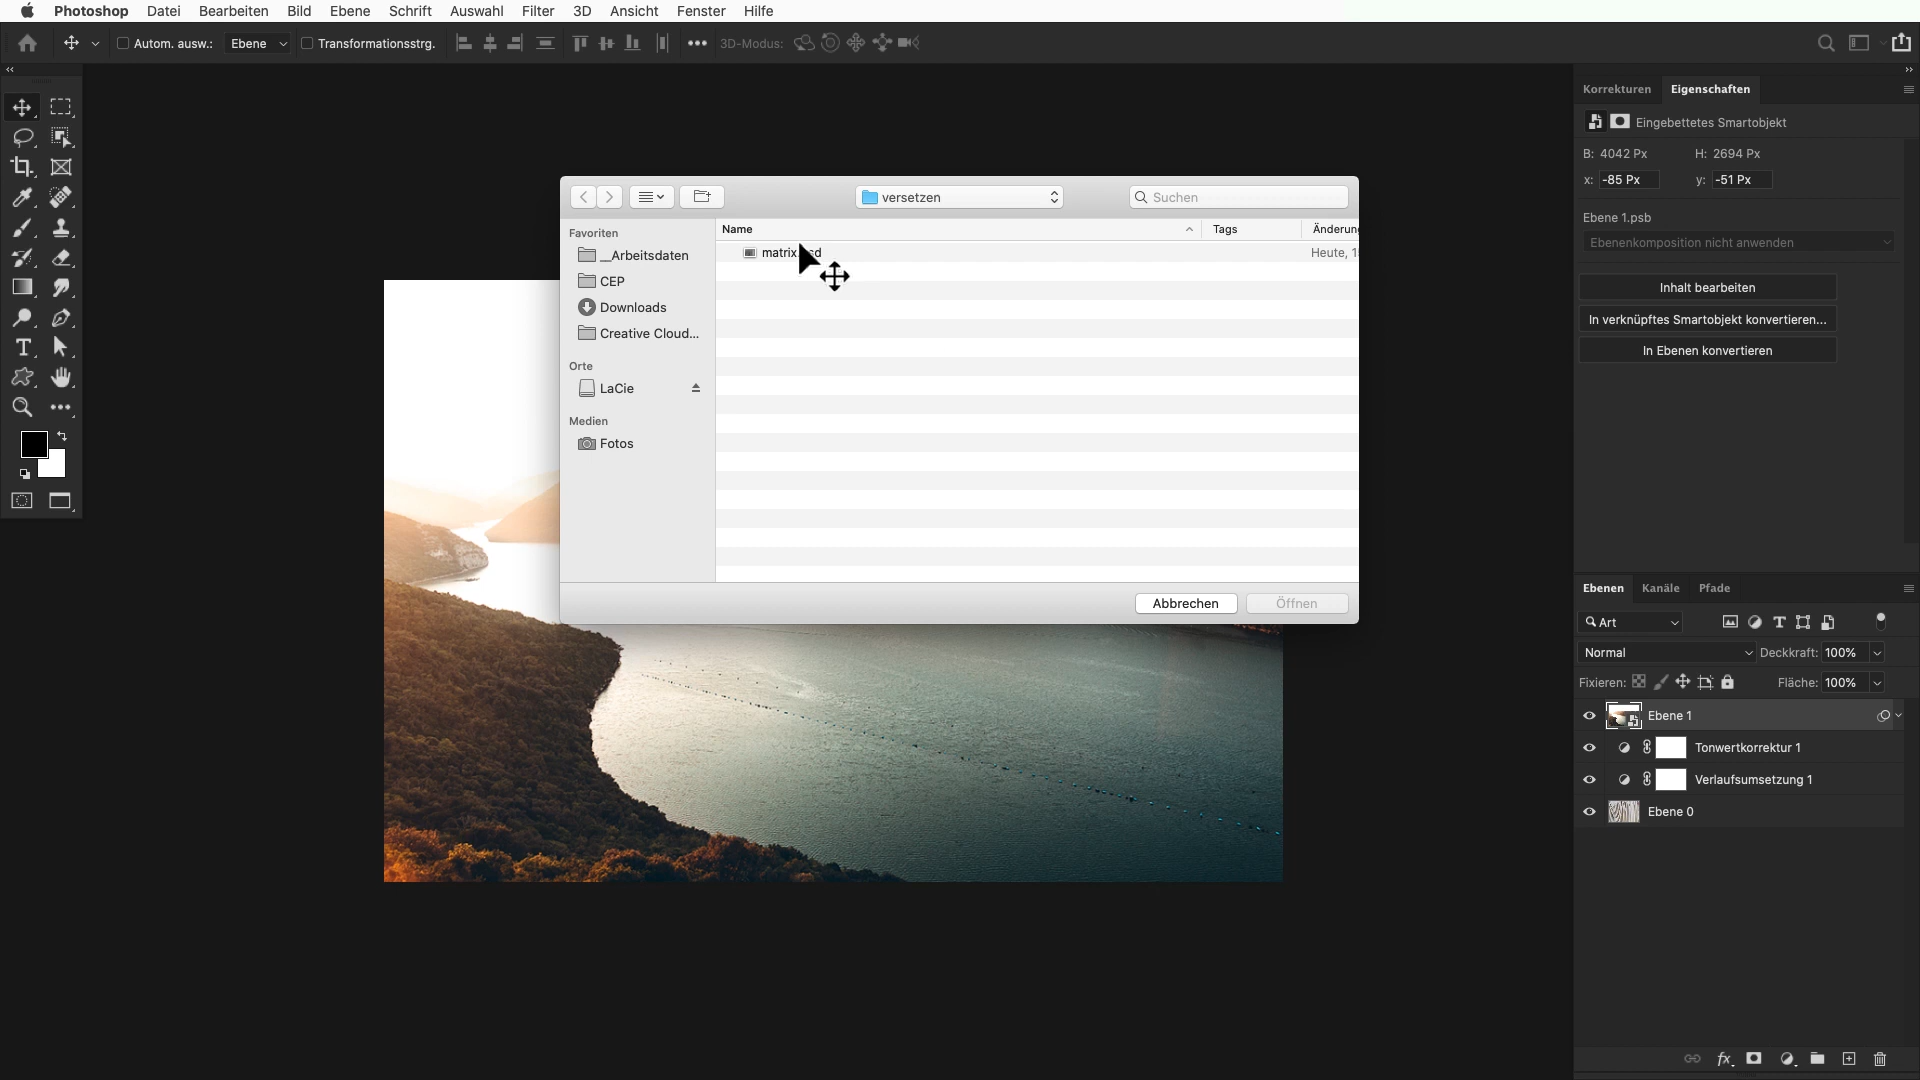 Photoshop Datei Bearbeiten Bild Ebene Schrift Auswahl Filter 3D Ansicht Fenster Hilfe
Autom. ausw.: Ebene Transformationsstrg. 3D-Modus:
Korrekturen Eigenschaften
Eingebettetes Smartobjekt
B: 4042 Px H: 2694 Px
x: -85 Px y: -51 Px
Ebene 1.psb
Ebenenkomposition nicht anwenden
Inhalt bearbeiten
In verknüpftes Smartobjekt konvertieren...
In Ebenen konvertieren
versetzen
Suchen
Favoriten
__Arbeitsdaten
CEP
Downloads
Creative Cloud...
Orte
LaCie
Medien
Fotos
Name Tags Änderung
Heute, 1
Abbrechen Öffnen
Ebenen Kanäle Pfade
Art
Normal Deckkraft: 100%
Fixieren: Fläche: 100%
Ebene 1
Tonwertkorrektur 1
Verlaufsumsetzung 1
Ebene 0
fx